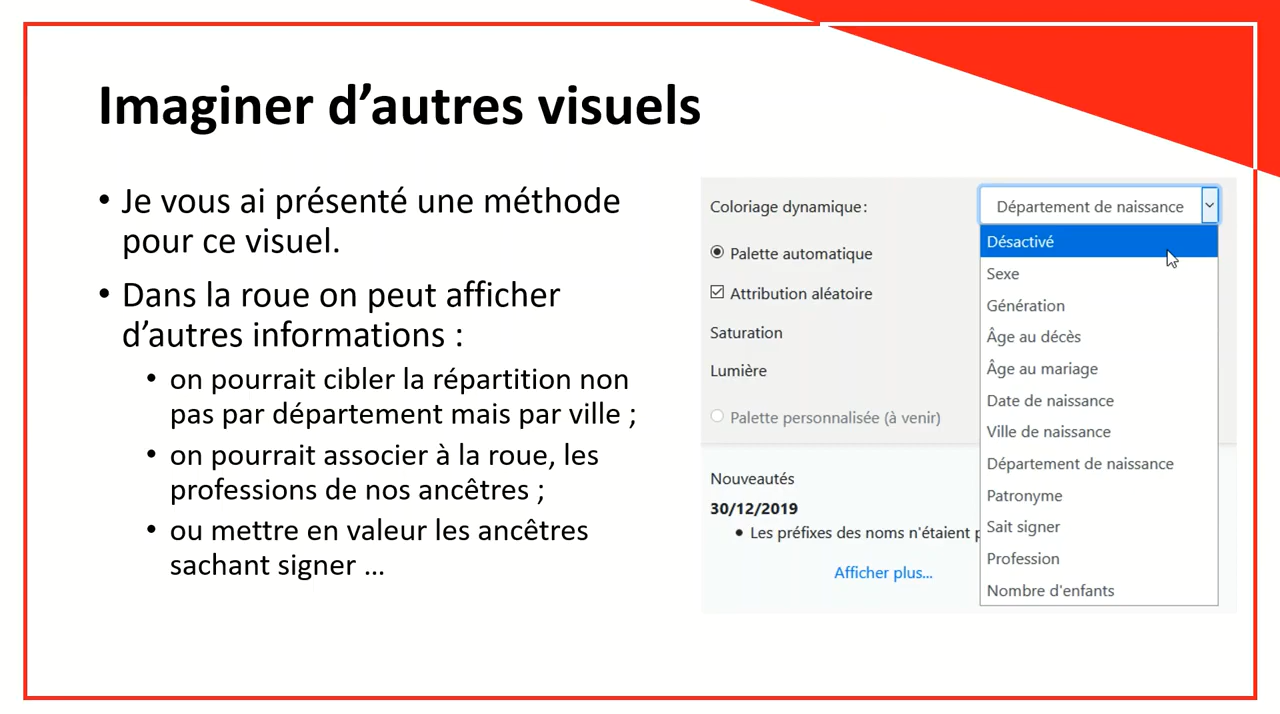 Imaginer d’autres visuels
• Je vous ai présenté une méthode
pour ce visuel.
• Dans la roue on peut afficher
d’autres informations :
• on pourrait cibler la répartition non
pas par département mais par ville ;
• on pourrait associer à la roue, les
professions de nos ancêtres ;
• ou mettre en valeur les ancêtres
sachant signer ...
Coloriage dynamique:
Département de naissance
Palette automatique
Attribution aléatoire
Saturation
Lumière
Palette personnalisée (à venir)
Nouveautés
30/12/2019
• Les préfixes des noms n'étaient
Afficher plus...
Désactivé
Sexe
Génération
Âge au décès
Âge au mariage
Date de naissance
Ville de naissance
Département de naissance
Patronyme
Sait signer
Profession
Nombre d'enfants